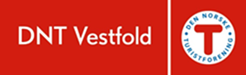 DNT Vestfold
DEN NORSKE
T
TURISTFORENING